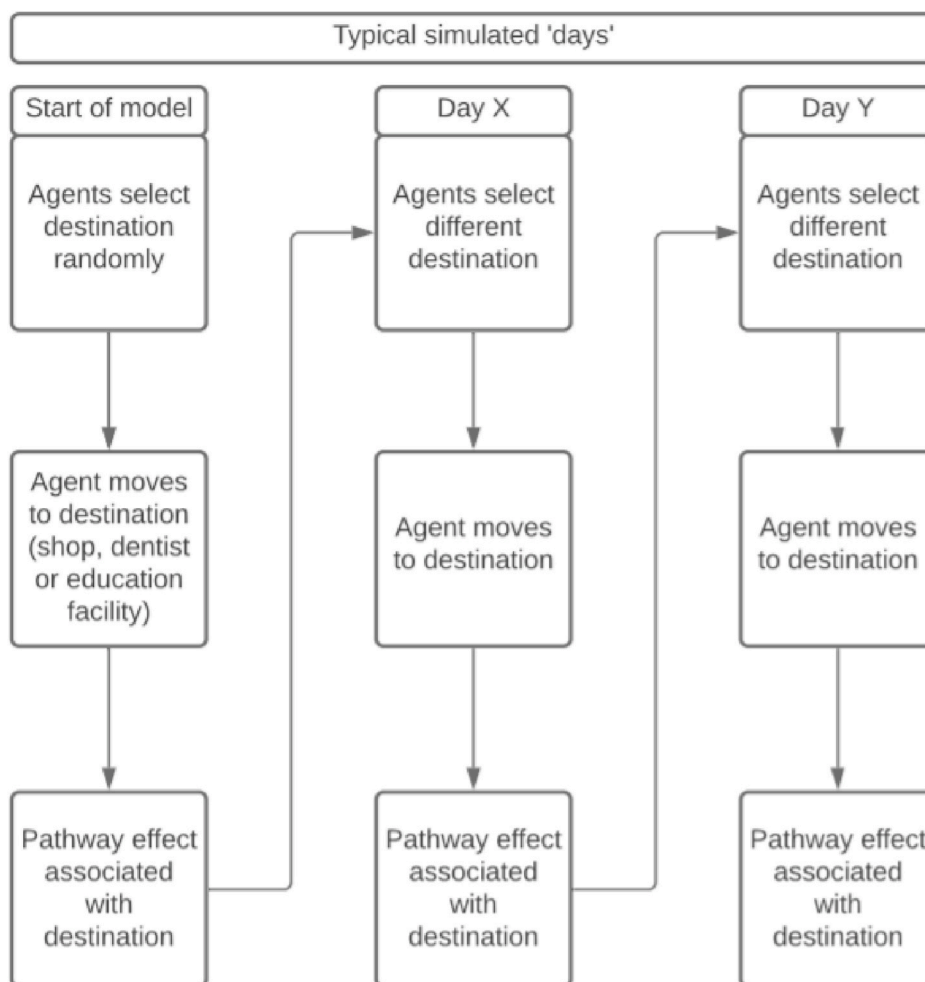 Typical simulated 'days'
Start of model
Agents select
destination
randomly
Agent moves
to destination
(shop, dentist
or education
facility)
Pathway effect
associated
with
destination
Day X
Agents select
different
destination
Agent moves
to destination
Pathway effect
associated
with
destination
Day Y
Agents select
different
destination
Agent moves
to destination
Pathway effect
associated
with
destination